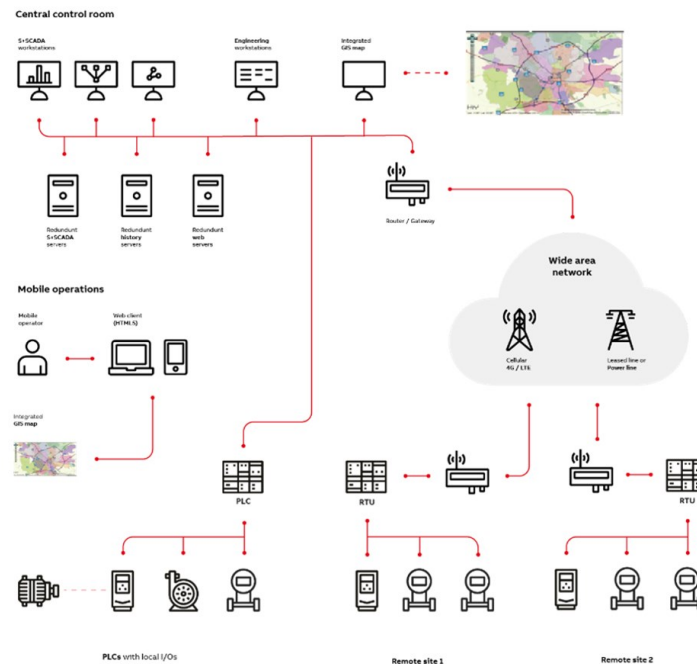 Central control room
S+SCADA
workstations
Engineering
workstations
Integrated
GIS map
Redundant
S+SCADA
servers
Redundant
history
servers
Redundant
web
servers
Router / Gateway
Wide area
network
Cellular
4G / LTE
Leased line or
Power line
Mobile operations
Mobile
operator
Web client
(HTML5)
Integrated
GIS map
PLC
RTU
RTU
PLCs with local I/Os
Remote site 1
Remote site 2